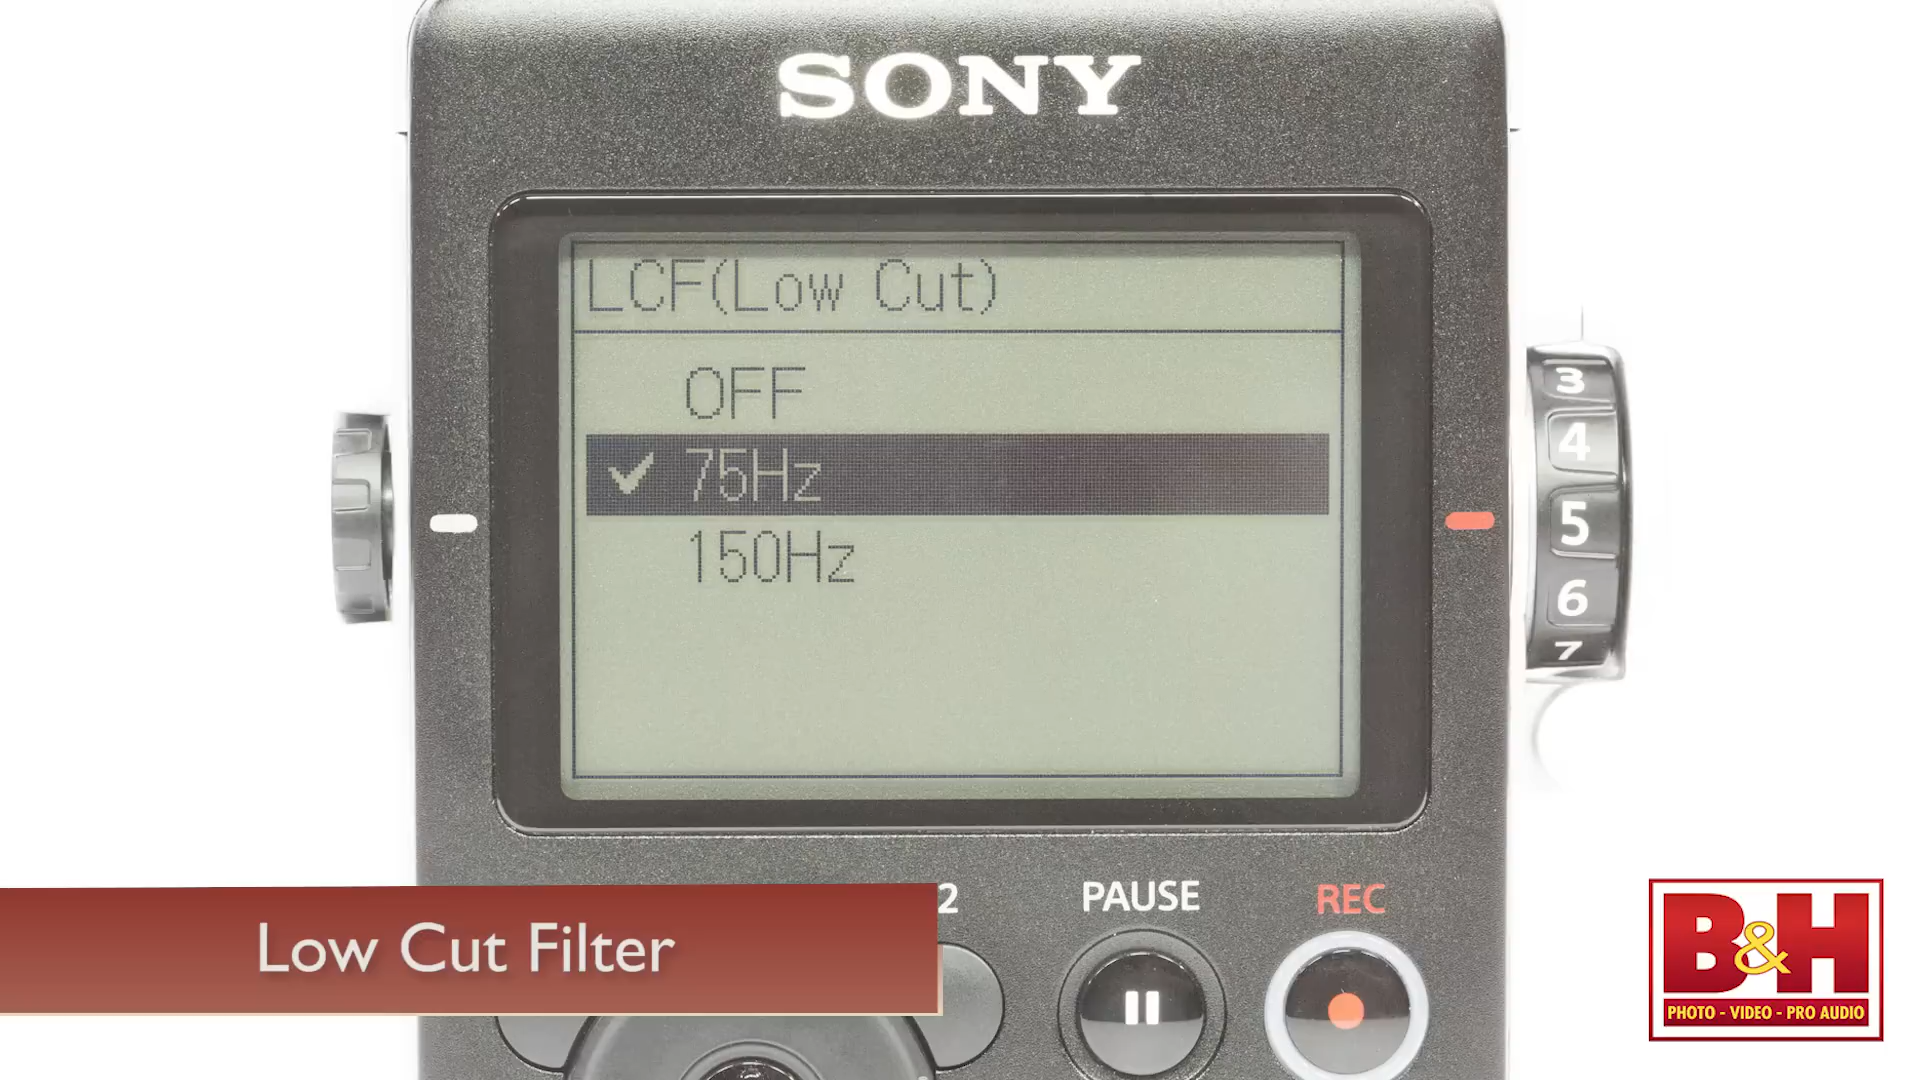 SONY
LCF(Low Cut)
OFF
✓ 75Hz
150Hz
3
4
5
6
7
2
PAUSE
REC
Low Cut Filter
B&H
PHOTO - VIDEO - PRO AUDIO